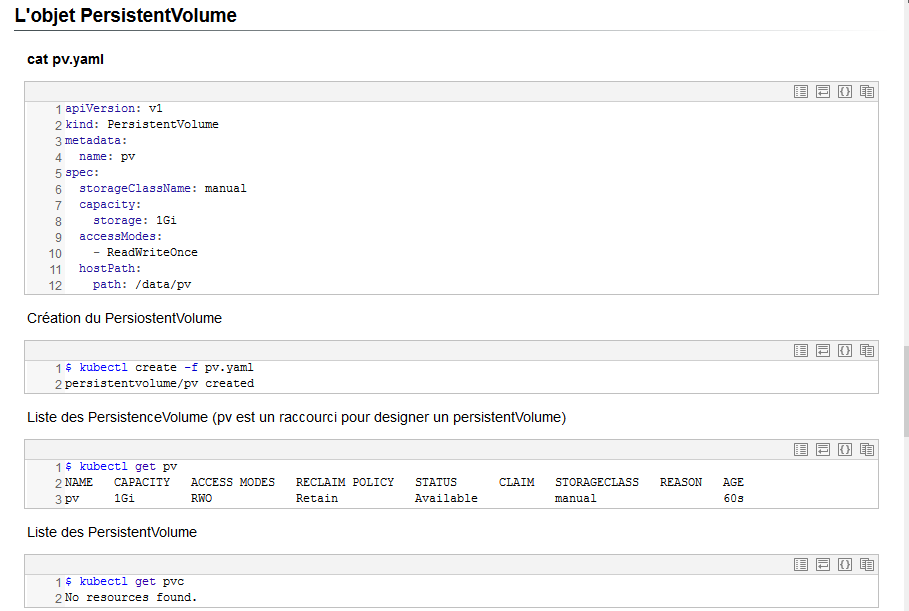 L'objet PersistentVolume
cat pv.yaml
1 apiVersion: v1
2 kind: PersistentVolume
3 metadata:
4   name: pv
5 spec:
6   storageClassName: manual
7   capacity:
8     storage: 1Gi
9   accessModes:
10     - ReadWriteOnce
11   hostPath:
12     path: /data/pv
Création du PersiostentVolume
1 $ kubectl create -f pv.yaml
2 persistentvolume/pv created
Liste des PersistenceVolume (pv est un raccourci pour designer un persistentVolume)
1 $ kubectl get pv
2 NAME   CAPACITY   ACCESS MODES   RECLAIM POLICY   STATUS      CLAIM   STORAGECLASS   REASON   AGE
3 pv     1Gi        RWO            Retain           Available           manual                  60s
Liste des PersistentVolume
1 $ kubectl get pvc
2 No resources found.